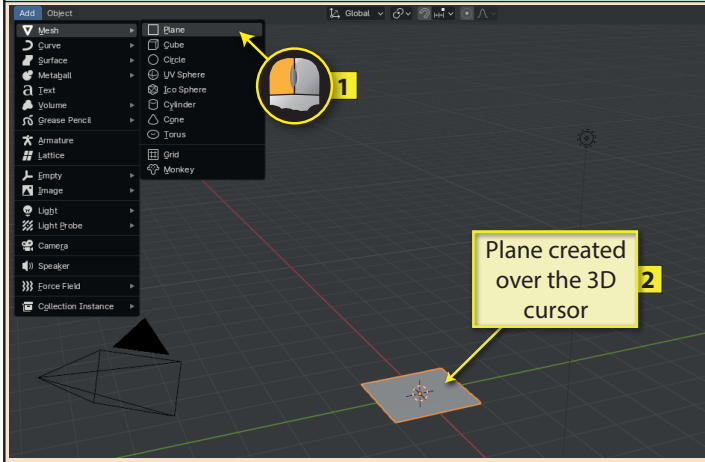 Add Object
Global
Mesh
Curve
Surface
Metaball
Text
Volume
Grease Pencil
Armature
Lattice
Empty
Image
Light
Light Probe
Camera
Speaker
Force Field
Collection Instance
Plane
Cube
Circle
UV Sphere
Ico Sphere
Cylinder
Cone
Torus
Grid
Monkey
1
Plane created
over the 3D
cursor
2